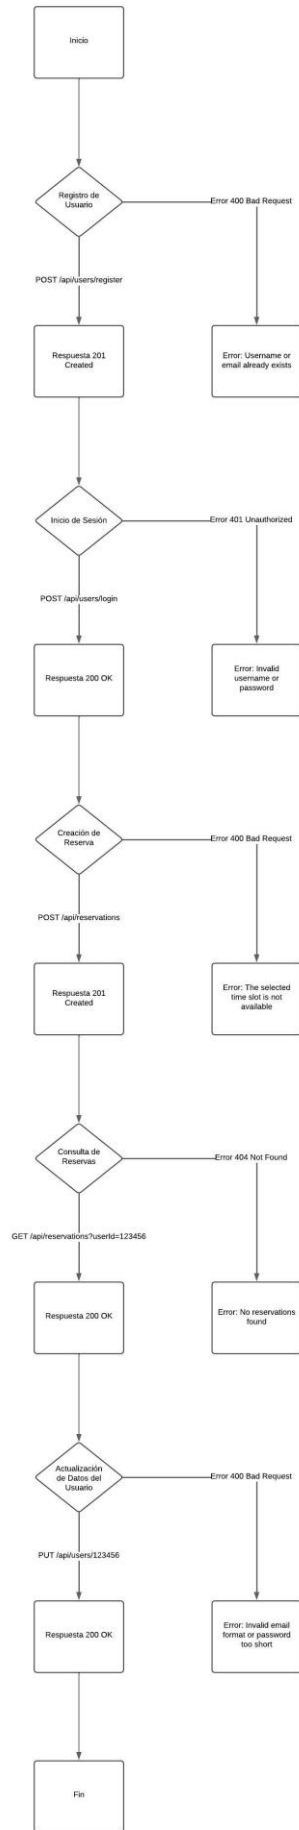 Inicio
Registro de
Usuario
Error 400 Bad Request
POST /api/users/register
Respuesta 201
Created
Error: Username or
email already exists
Inicio de Sesión
Error 401 Unauthorized
POST /api/users/login
Respuesta 200 OK
Error: Invalid
username or
password
Creación de
Reserva
Error 400 Bad Request
POST /api/reservations
Respuesta 201
Created
Error: The selected
time slot is not
available
Consulta de
Reservas
Error 404 Not Found
GET /api/reservations?userId=123456
Respuesta 200 OK
Error: No reservations
found
Actualización
de Datos del
Usuario
Error 400 Bad Request
PUT /api/users/123456
Respuesta 200 OK
Error: Invalid email
format or password
too short
Fin